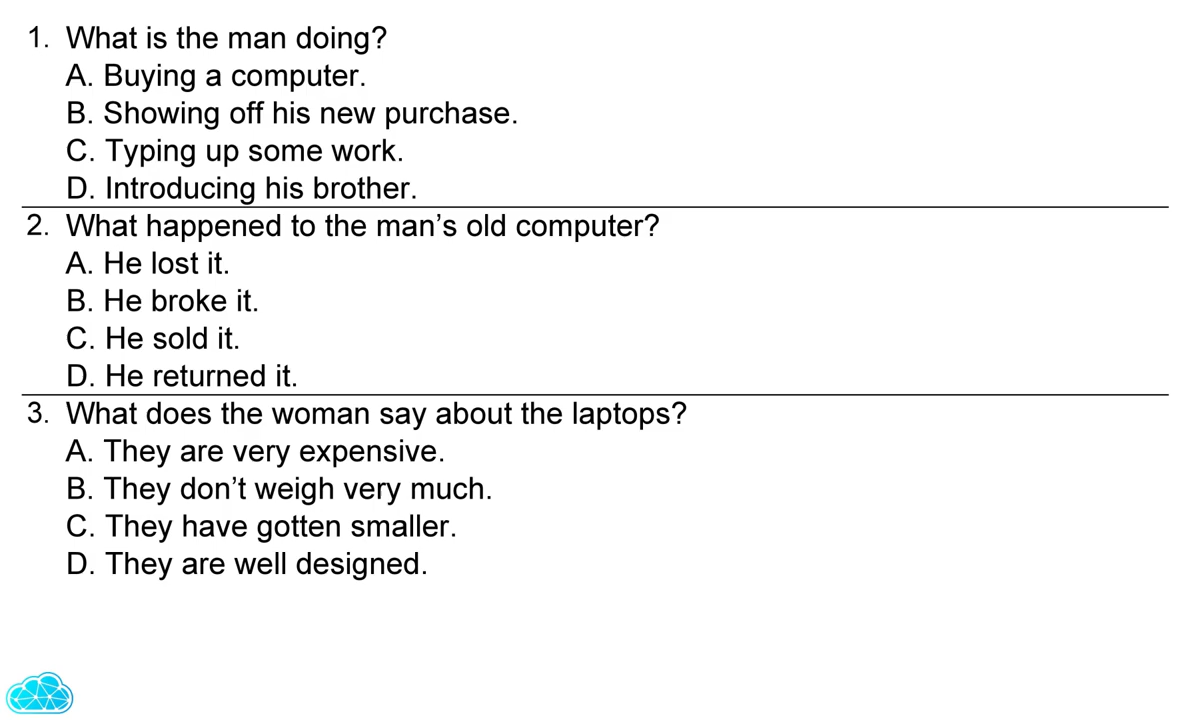 1. What is the man doing?
A. Buying a computer.
B. Showing off his new purchase.
C. Typing up some work.
D. Introducing his brother.
2. What happened to the man’s old computer?
A. He lost it.
B. He broke it.
C. He sold it.
D. He returned it.
3. What does the woman say about the laptops?
A. They are very expensive.
B. They don’t weigh very much.
C. They have gotten smaller.
D. They are well designed.